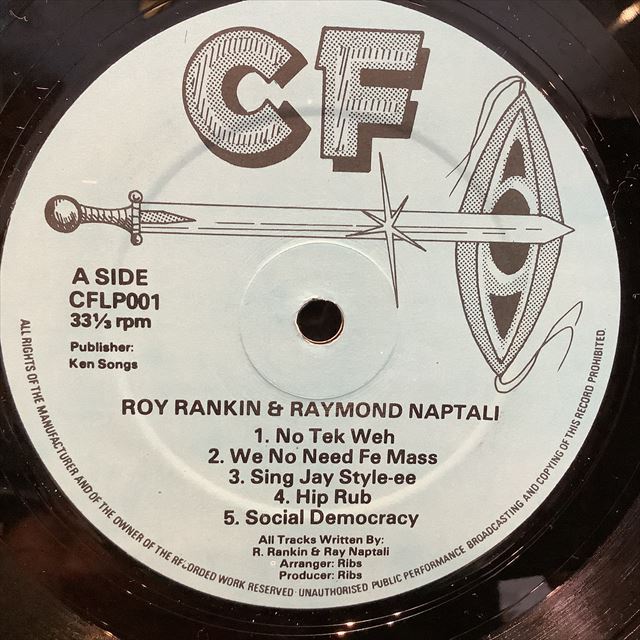 CF
A SIDE
CFLP001
33⅓ rpm
Publisher:
Ken Songs
ROY RANKIN & RAYMOND NAPTALI
1. No Tek Weh
2. We No Need Fe Mass
3. Sing Jay Style-ee
4. Hip Rub
5. Social Democracy
All Tracks Written By:
R. Rankin & Ray Naptali
Arranger: Ribs
Producer: Ribs
ALL RIGHTS OF THE MANUFACTURER AND OF THE OWNER OF THE RECORDED WORK RESERVED · UNAUTHORISED PUBLIC PERFORMANCE BROADCASTING AND COPYING OF THIS RECORD PROHIBITED.